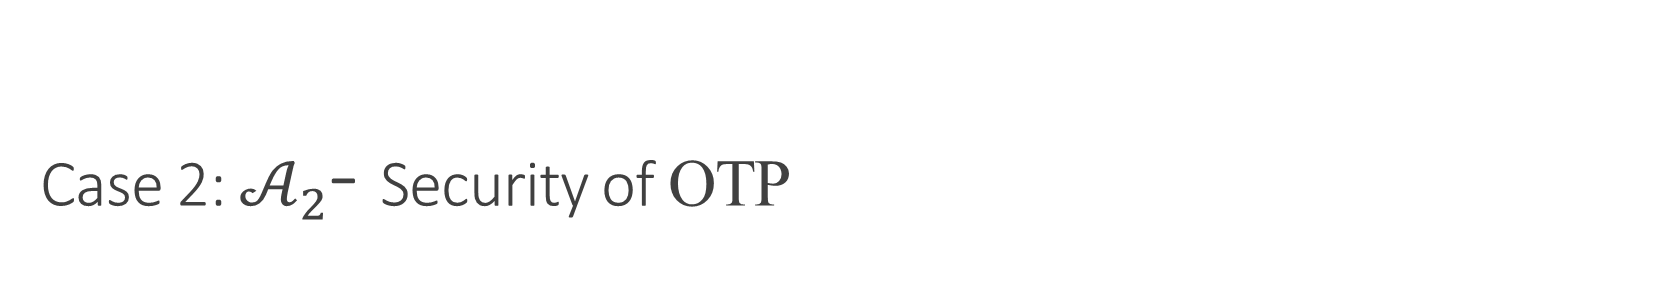 Case 2: 𝒜₂- Security of OTP